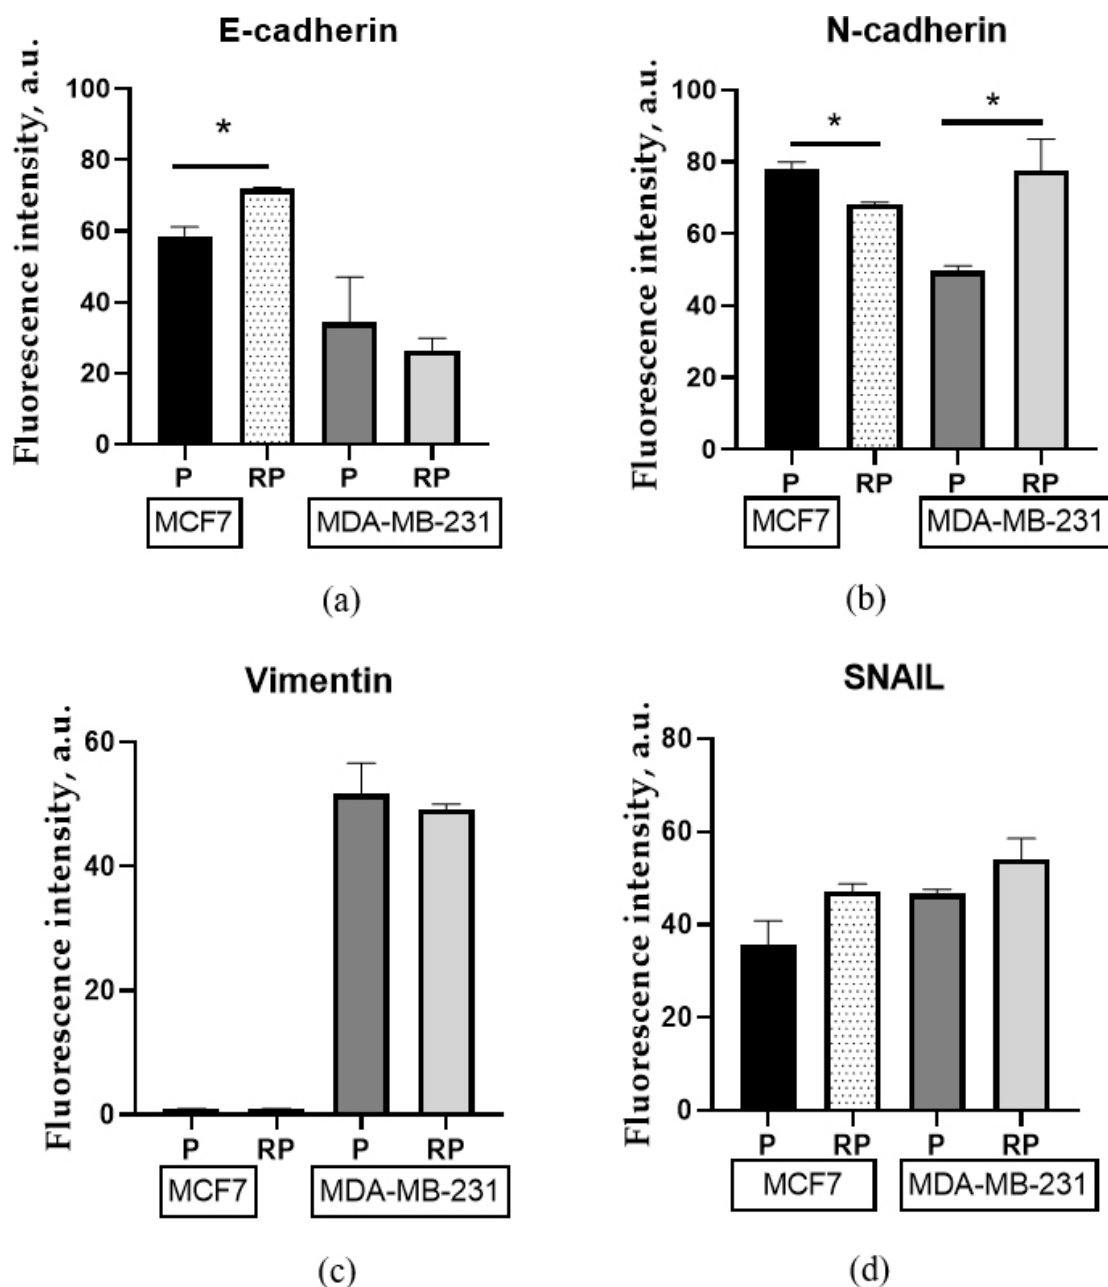 E-cadherin
Fluorescence intensity, a.u.
100
80
60
40
20
0
*
P RP P RP
MCF7 MDA-MB-231
(a)
N-cadherin
Fluorescence intensity, a.u.
100
80
60
40
20
0
* *
P RP P RP
MCF7 MDA-MB-231
(b)
Vimentin
Fluorescence intensity, a.u.
60
40
20
0
P RP P RP
MCF7 MDA-MB-231
(c)
SNAIL
Fluorescence intensity, a.u.
80
60
40
20
0
P RP P RP
MCF7 MDA-MB-231
(d)